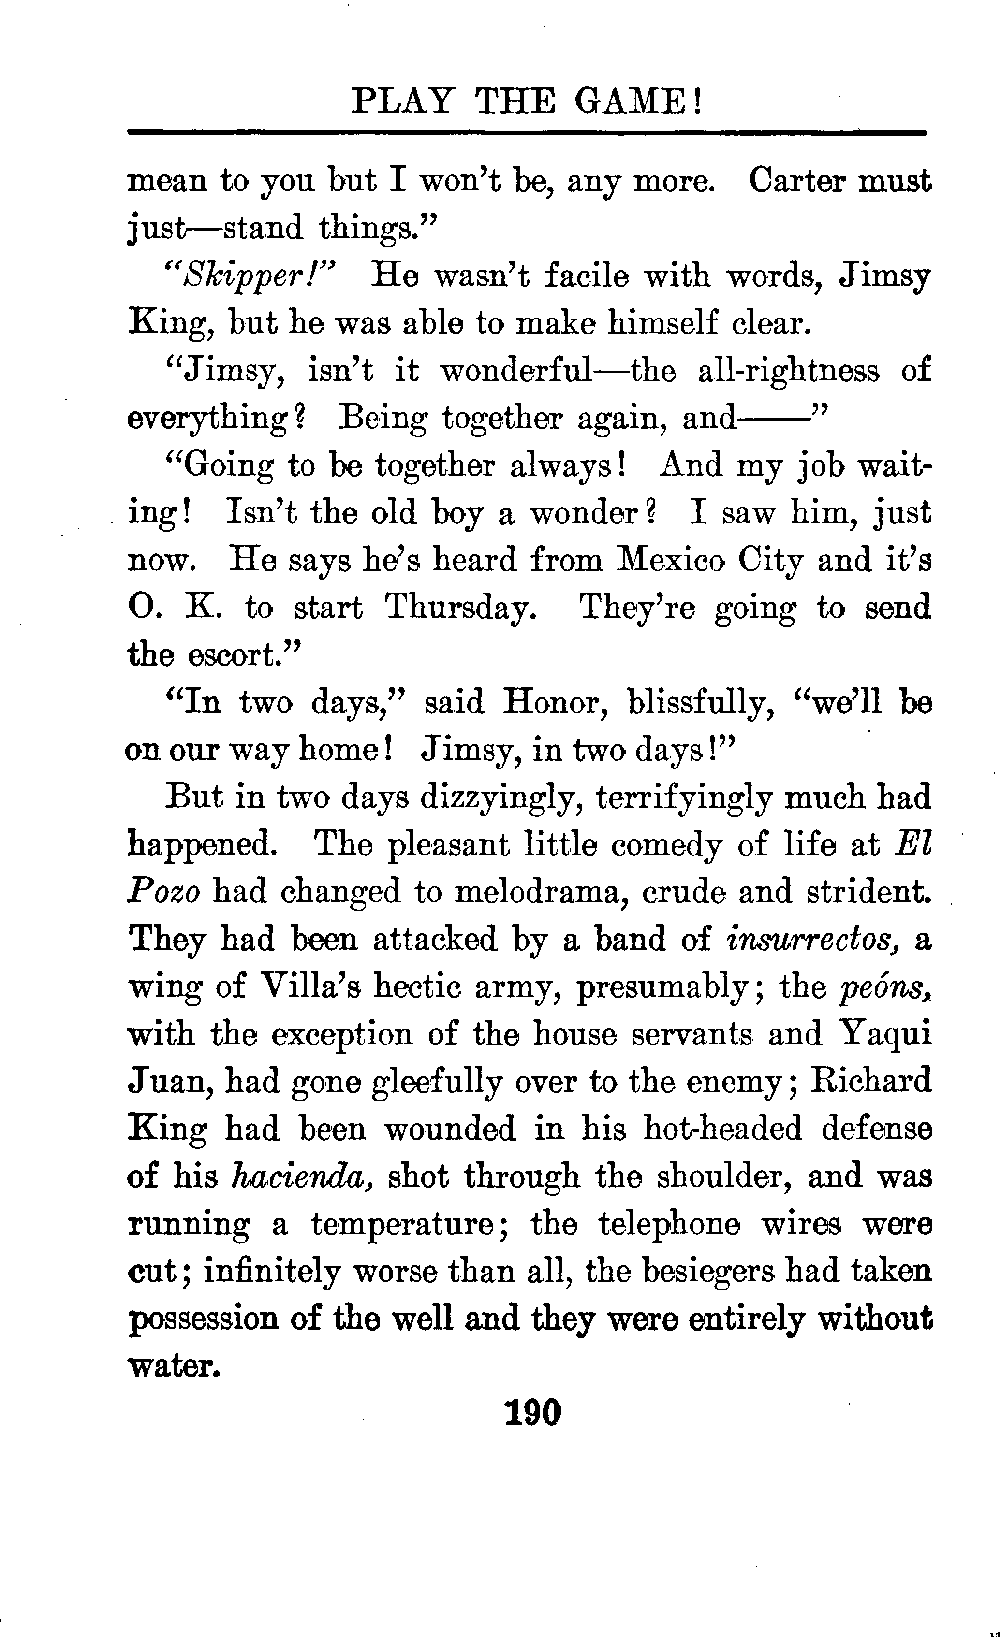 PLAY THE GAME!
mean to you but I won't be, any more. Carter must
just—stand things."
"Skipper!" He wasn't facile with words, Jimsy
King, but he was able to make himself clear.
"Jimsy, isn't it wonderful—the all-rightness of
everything? Being together again, and——"
"Going to be together always! And my job wait-
ing! Isn't the old boy a wonder? I saw him, just
now. He says he's heard from Mexico City and it's
O. K. to start Thursday. They're going to send
the escort."
"In two days," said Honor, blissfully, "we'll be
on our way home! Jimsy, in two days!"
But in two days dizzyingly, terrifyingly much had
happened. The pleasant little comedy of life at El
Pozo had changed to melodrama, crude and strident.
They had been attacked by a band of insurrectos, a
wing of Villa's hectic army, presumably; the peóns,
with the exception of the house servants and Yaqui
Juan, had gone gleefully over to the enemy; Richard
King had been wounded in his hot-headed defense
of his hacienda, shot through the shoulder, and was
running a temperature; the telephone wires were
cut; infinitely worse than all, the besiegers had taken
possession of the well and they were entirely without
water.
190